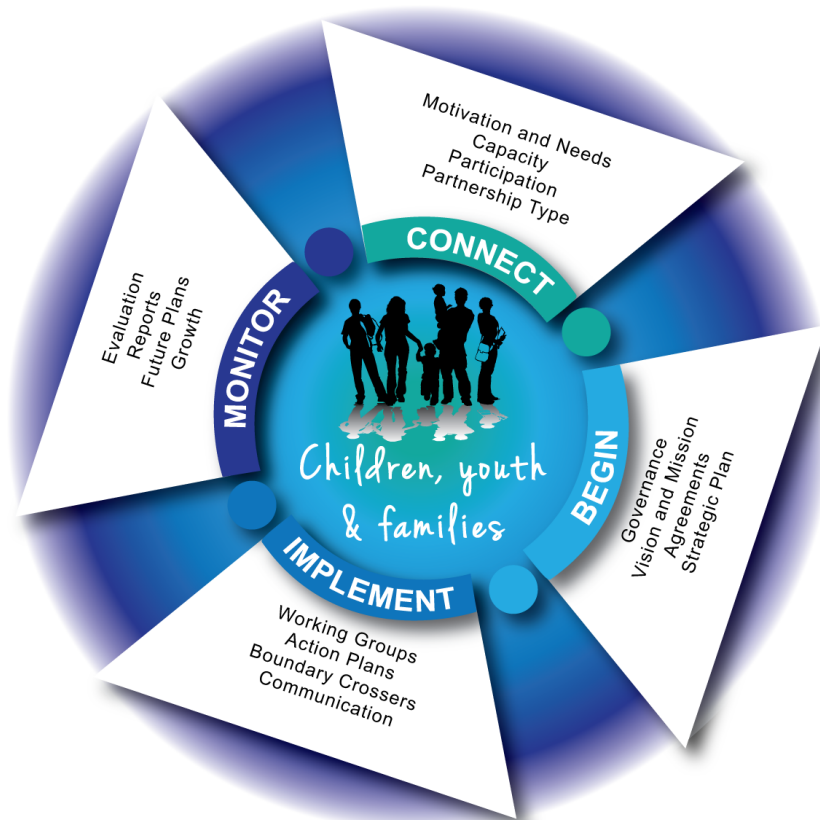 Motivation and Needs
Capacity
Participation
Partnership Type
CONNECT
Governance
Vision and Mission
Agreements
Strategic Plan
BEGIN
Working Groups
Action Plans
Boundary Crossers
Communication
IMPLEMENT
Evaluation
Reports
Future Plans
Growth
MONITOR
Children, youth
& families